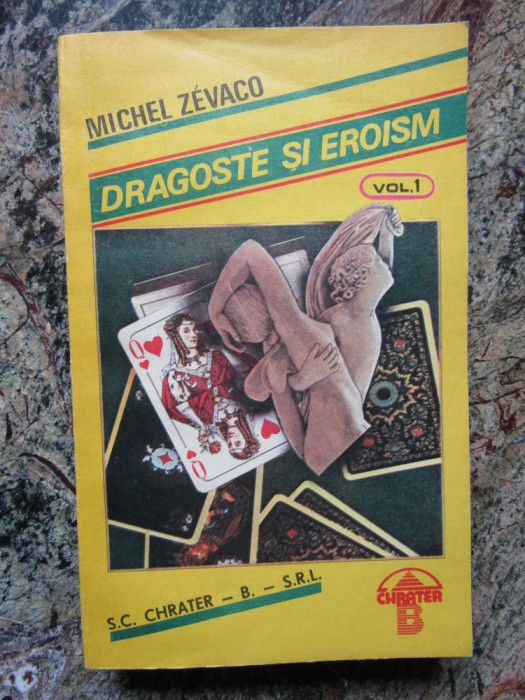 MICHEL ZÉVACO
DRAGOSTE ŞI EROISM
VOL.1
Q
Q
S.C. CHRATER – B. – S.R.L.
CHRATER
B